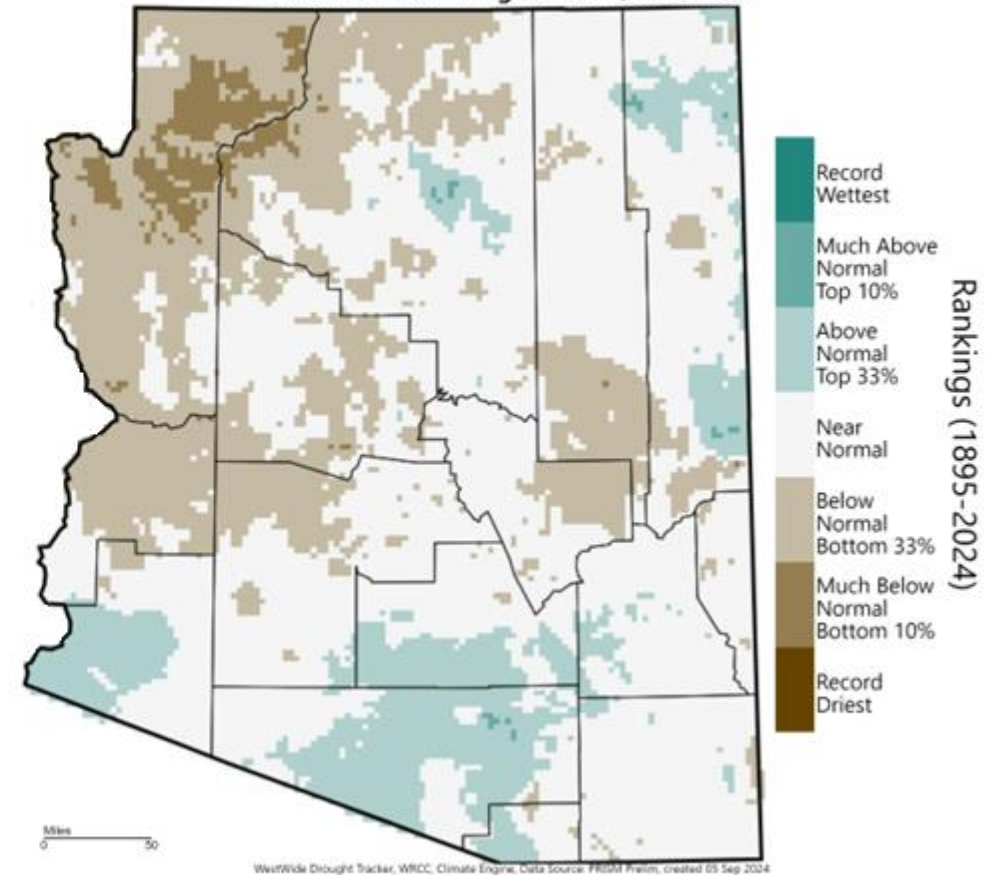 Record
Wettest
Much Above
Normal
Top 10%
Above
Normal
Top 33%
Near
Normal
Below
Normal
Bottom 33%
Much Below
Normal
Bottom 10%
Record
Driest
Rankings (1895-2024)
Miles
0 50
WestWide Drought Tracker, WRCC, Climate Engine, Data Source: PRISM Prelim, created 05 Sep 2024